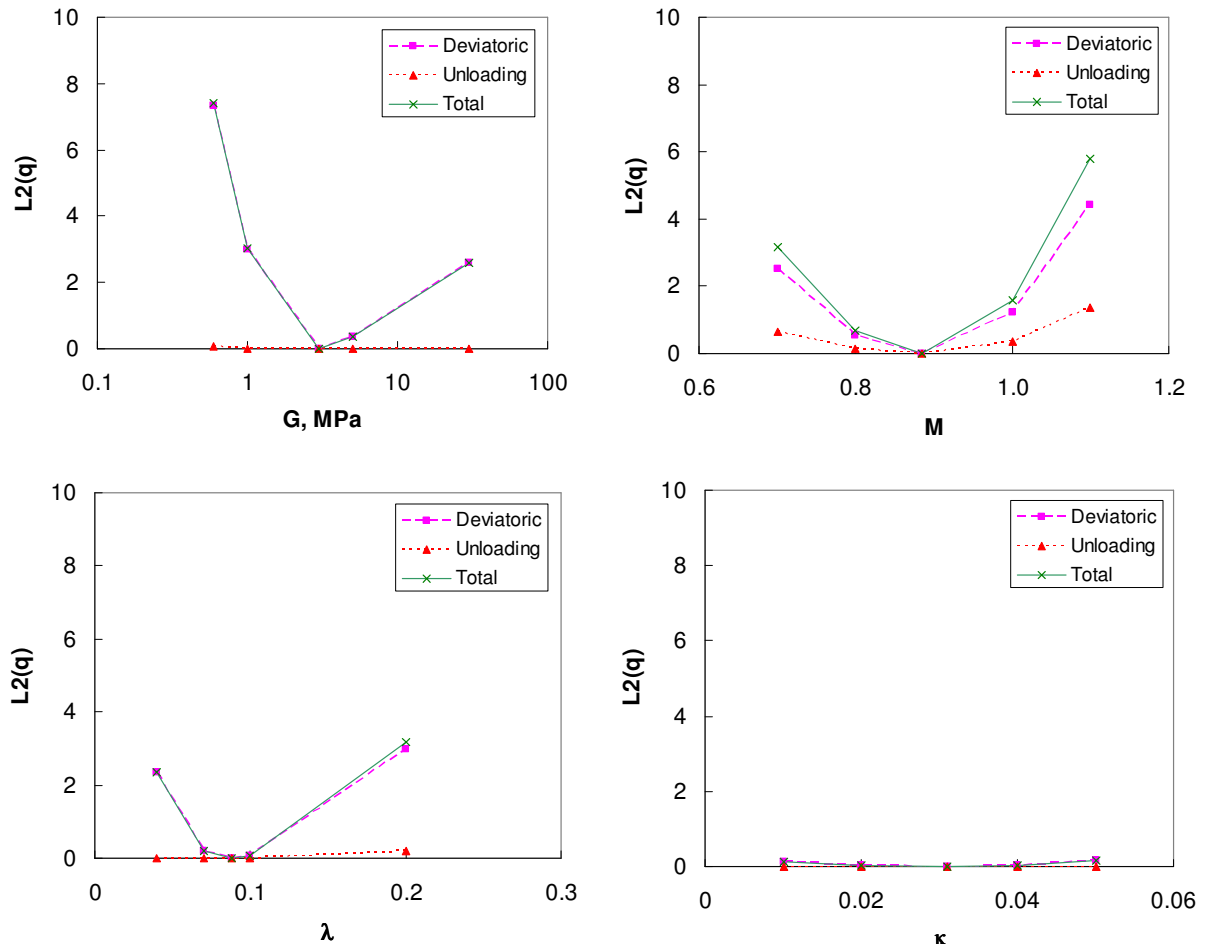 10
8
6
4
2
0
L2(q)
0.1 1 10 100
G, MPa
Deviatoric
Unloading
Total
10
8
6
4
2
0
L2(q)
0.6 0.8 1.0 1.2
M
Deviatoric
Unloading
Total
10
8
6
4
2
0
L2(q)
0 0.1 0.2 0.3
λ
Deviatoric
Unloading
Total
10
8
6
4
2
0
L2(q)
0 0.02 0.04 0.06
κ
Deviatoric
Unloading
Total